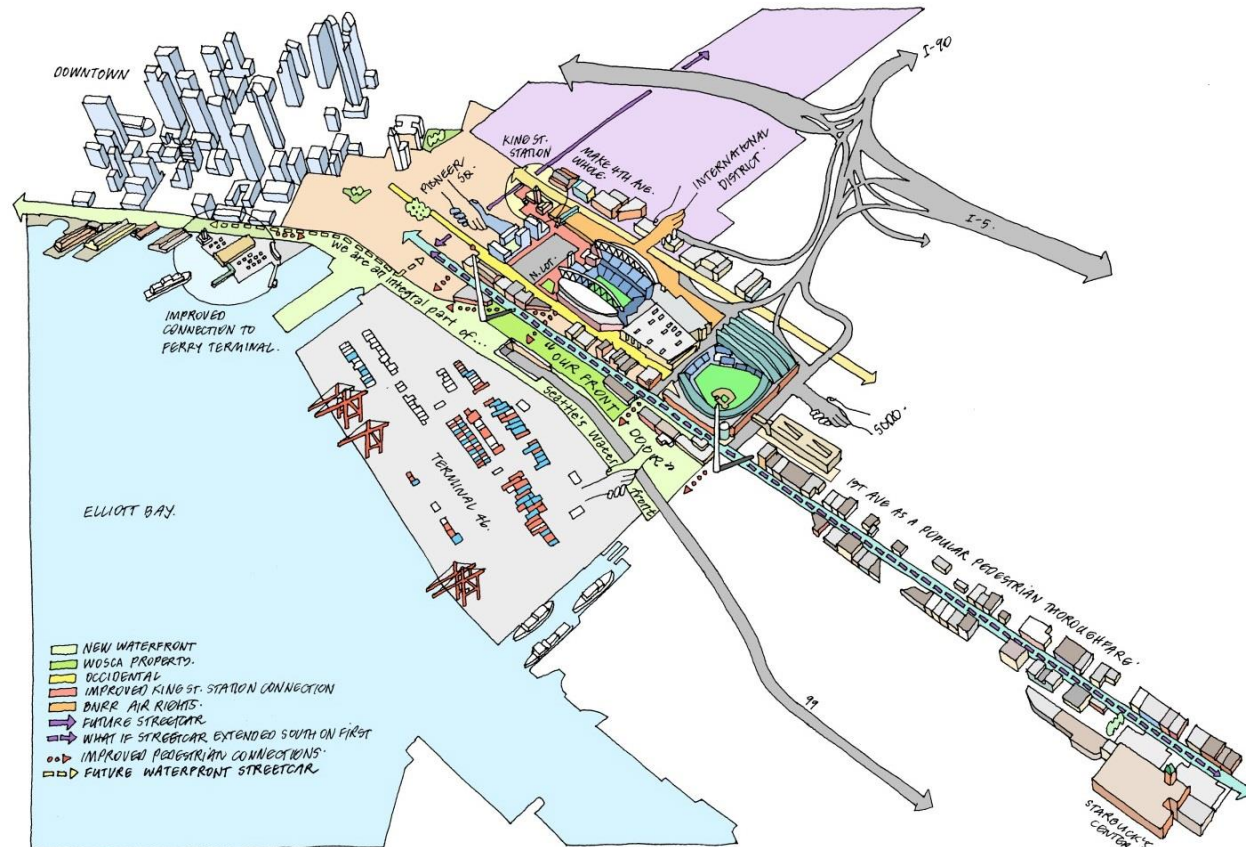 DOWNTOWN
I-90
KING ST.
STATION
MAKE 4TH AVE.
WHOLE.
INTERNATIONAL
DISTRICT.
PIONEER
SQ.
I-5.
N. LOT.
we are an integral part of...
seattle's water
front
"OUR FRONT
DOOR"
IMPROVED
CONNECTION TO
FERRY TERMINAL.
SODO.
TERMINAL 46.
ELLIOTT BAY.
1ST AVE AS A POPULAR PEDESTRIAN THOROUGHFARE.
99
STARBUCK'S
CENTER
NEW WATERFRONT
WOSCA PROPERTY.
OCCIDENTAL
IMPROVED KING ST. STATION CONNECTION
BNRR AIR RIGHTS.
FUTURE STREETCAR
WHAT IF STREETCAR EXTENDED SOUTH ON FIRST
IMPROVED PEDESTRIAN CONNECTIONS.
FUTURE WATERFRONT STREETCAR